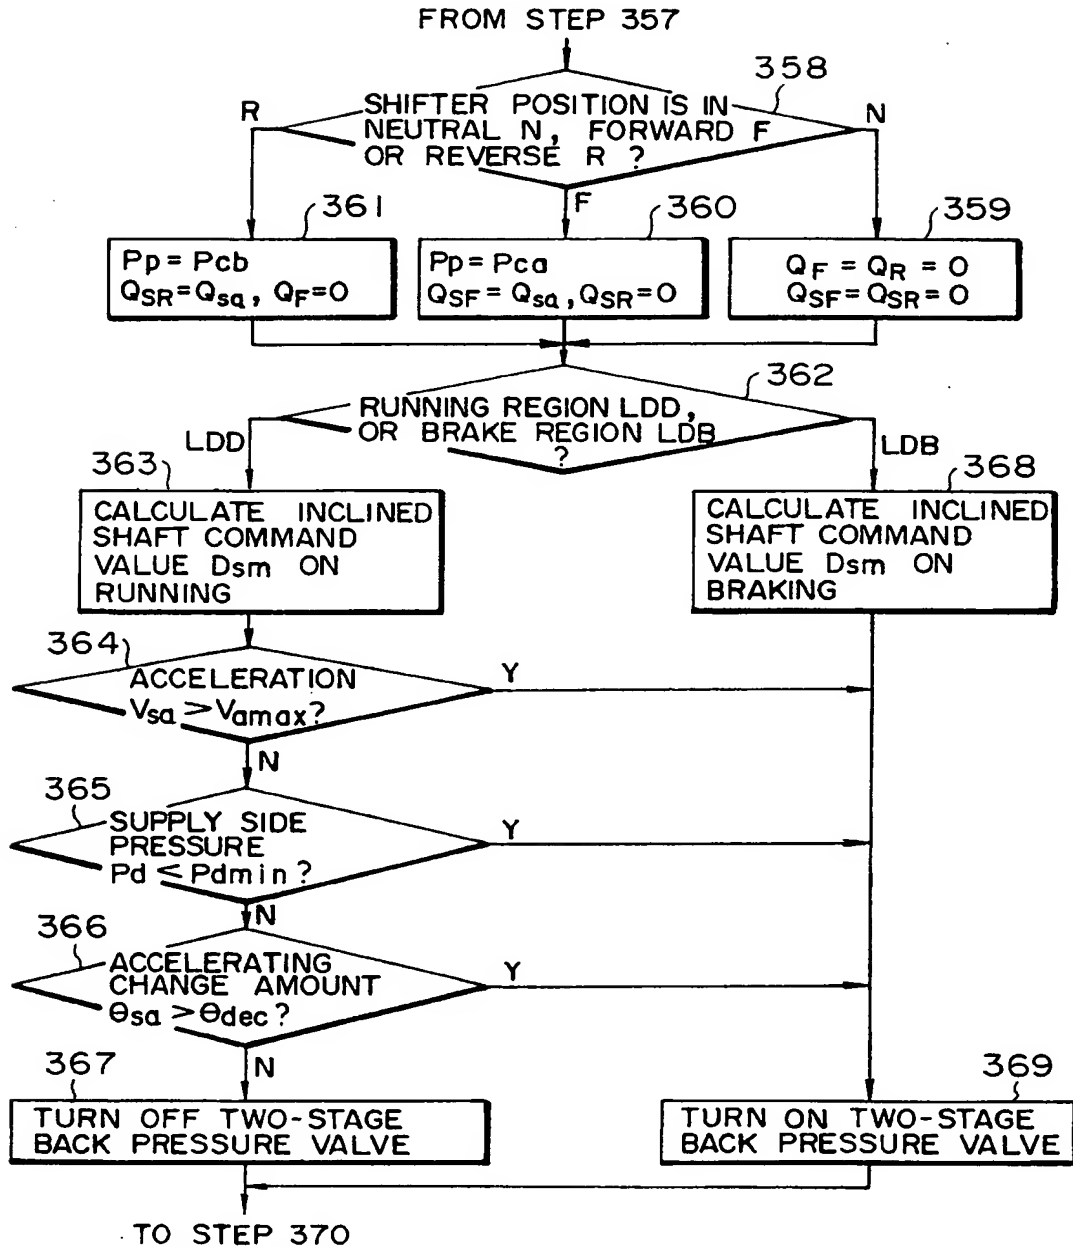 FROM STEP 357
358
SHIFTER POSITION IS IN
NEUTRAL N, FORWARD F
OR REVERSE R ?
R
N
F
361
360
359
Pp = Pcb
QSR=Qsa, QF=0
Pp = Pca
QSF=Qsa, QSR=0
QF = QR = 0
QSF=QSR=0
362
RUNNING REGION LDD,
OR BRAKE REGION LDB
?
LDD
LDB
363
368
CALCULATE INCLINED
SHAFT COMMAND
VALUE Dsm ON
RUNNING
CALCULATE INCLINED
SHAFT COMMAND
VALUE Dsm ON
BRAKING
364
ACCELERATION
Vsa > Vamax?
Y
N
365
SUPPLY SIDE
PRESSURE
Pd < Pdmin?
Y
N
366
ACCELERATING
CHANGE AMOUNT
θsa > θdec?
Y
N
367
369
TURN OFF TWO-STAGE
BACK PRESSURE VALVE
TURN ON TWO-STAGE
BACK PRESSURE VALVE
TO STEP 370